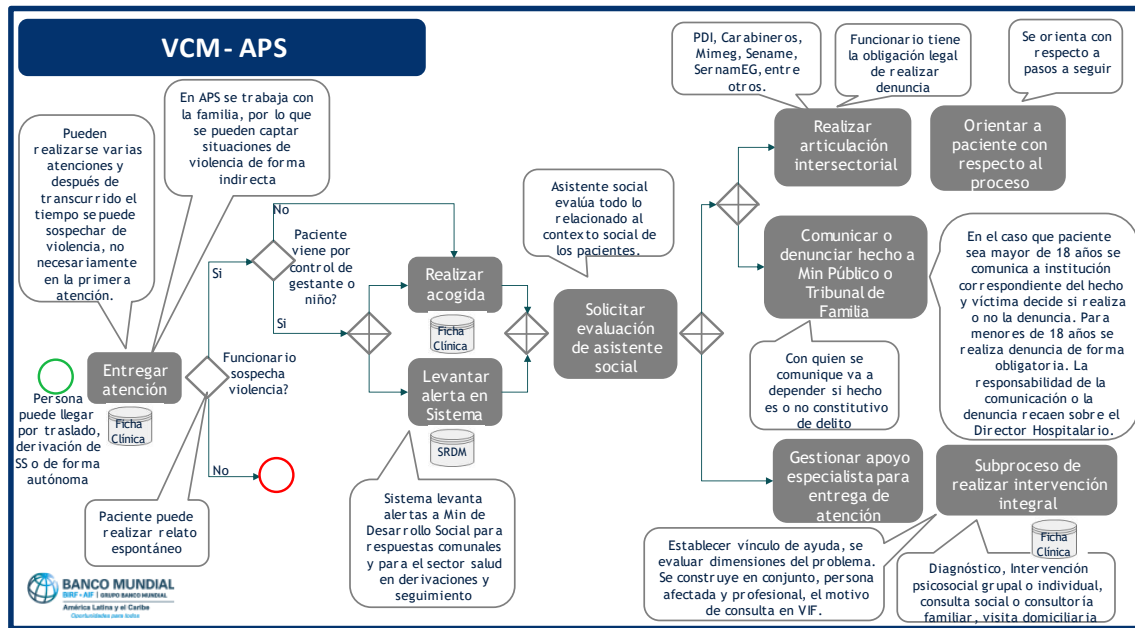 VCM - APS
Pueden
realizarse varias
atenciones y
después de
transcurrido el
tiempo se puede
sospechar de
violencia, no
necesariamente
en la primera
atención.
En APS se trabaja con
la familia, por lo que
se pueden captar
situaciones de
violencia de forma
indirecta
Persona
puede llegar
por traslado,
derivación de
SS o de forma
autónoma
Entregar
atención
Ficha
Clínica
Paciente puede
realizar relato
espontáneo
Funcionario
sospecha
violencia?
Si
No
Paciente
viene por
control de
gestante o
niño?
No
Si
Realizar
acogida
Ficha
Clínica
Levantar
alerta en
Sistema
SRDM
Sistema levanta
alertas a Min de
Desarrollo Social para
respuestas comunales
y para el sector salud
en derivaciones y
seguimiento
Asistente social
evalúa todo lo
relacionado al
contexto social de
los pacientes.
Solicitar
evaluación
de asistente
social
PDI, Carabineros,
Mimeg, Sename,
SernamEG, entre
otros.
Funcionario tiene
la obligación legal
de realizar
denuncia
Realizar
articulación
intersectorial
Se orienta con
respecto a
pasos a seguir
Orientar a
paciente con
respecto al
proceso
Comunicar o
denunciar hecho a
Min Público o
Tribunal de
Familia
Con quien se
comunique va a
depender si hecho
es o no constitutivo
de delito
En el caso que paciente
sea mayor de 18 años se
comunica a institución
correspondiente del hecho
y víctima decide si realiza
o no la denuncia. Para
menores de 18 años se
realiza denuncia de forma
obligatoria. La
responsabilidad de la
comunicación o la
denuncia recaen sobre el
Director Hospitalario.
Gestionar apoyo
especialista para
entrega de
atención
Subproceso de
realizar intervención
integral
Ficha
Clínica
Establecer vínculo de ayuda, se
evaluar dimensiones del problema.
Se construye en conjunto, persona
afectada y profesional, el motivo
de consulta en VIF.
Diagnóstico, Intervención
psicosocial grupal o individual,
consulta social o consultoría
familiar, visita domiciliaria
BANCO MUNDIAL
BIRF • AIF | GRUPO BANCO MUNDIAL
América Latina y el Caribe
Oportunidades para todos